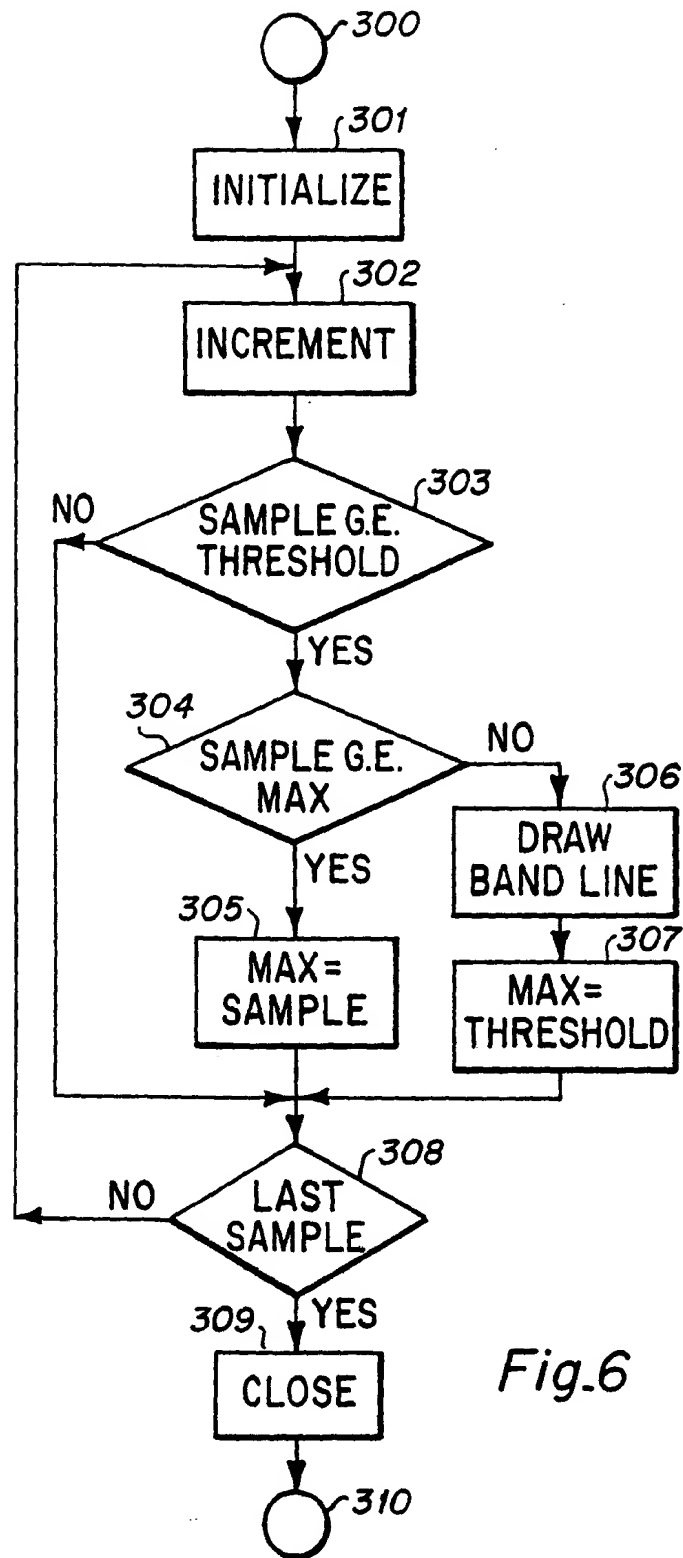 300
301
INITIALIZE
302
INCREMENT
303
NO
SAMPLE G.E.
THRESHOLD
YES
304
SAMPLE G.E.
MAX
NO
306
DRAW
BAND LINE
YES
305
MAX=
SAMPLE
307
MAX=
THRESHOLD
308
NO
LAST
SAMPLE
YES
309
CLOSE
Fig.6
310